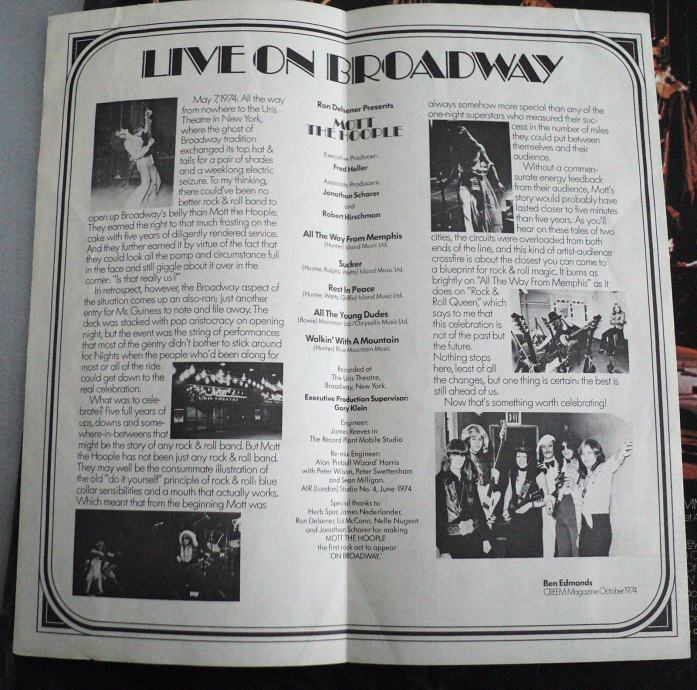 LIVE ON BROADWAY
May 7, 1974: All the way
from nowhere to the Uris
Theatre in New York,
where the ghost of
Broadway tradition
exchanged its top hat &
tails for a pair of shades
and a weeklong electric
seizure. To my thinking,
there could've been no
better rock & roll band to
open up Broadway's belly than Mott the Hoople.
They earned the right to that much frosting on the
cake with five years of diligently rendered service.
And they further earned it by virtue of the fact that
they could look all the pomp and circumstance full
in the face and still giggle about it over in the
corner: "Is that really us?"
In retrospect, however, the Broadway aspect of
the situation comes up an also-ran; just another
entry for Mr. Guiness to note and file away. The
deck was stacked with pop aristocracy on opening
night, but the event was the string of performances
that most of the gentry didn't bother to stick around
for. Nights when the people who'd been along for
most or all of the ride
could get down to the
real celebration.
What was to cele-
brate? Five full years of
ups, downs and some-
where-in-betweens that
might be the story of any rock & roll band. But Mott
the Hoople has not been just any rock & roll band.
They may well be the consummate illustration of
the old "do it yourself" principle of rock & roll: blue
collar sensibilities and a mouth that actually works.
Which meant that from the beginning Mott was
URIS THEATRE
Ron Delsener Presents
MOTT
THE HOOPLE
Executive Producer:
Fred Heller
Associate Producers:
Jonathan Scharer
and
Robert Hirschman
All The Way From Memphis
(Hunter) Island Music Ltd.
Sucker
(Hunter, Ralphs, Watts) Island Music Ltd.
Rest In Peace
(Hunter, Watts, Griffin) Island Music Ltd.
All The Young Dudes
(Bowie) Mainman Ltd./Chrysalis Music Ltd.
Walkin' With A Mountain
(Hunter) Blue Mountain Music
Recorded at
The Uris Theatre,
Broadway, New York.
Executive Production Supervisor:
Gary Klein
Engineer:
James Reeves in
The Record Plant Mobile Studio
Re-mix Engineer:
Alan 'Pinball Wizard' Harris
with Peter Wilson, Peter Swettenham
and Sean Milligan.
AIR (London) Studio No. 4, June 1974
Special thanks to
Herb Spar, James Nederlander,
Ron Delsener, Liz McCann, Nelle Nugent
and Jonathan Scharer for making
MOTT THE HOOPLE
the first rock act to appear
'ON BROADWAY.'
always somehow more special than any of the
one-night superstars who measured their suc-
cess in the number of miles
they could put between
themselves and their
audience.
Without a commen-
surate energy feedback
from their audience, Mott's
story would probably have
lasted closer to five minutes
than five years. As you'll
hear on these tales of two
cities, the circuits were overloaded from both
ends of the line, and this kind of artist-audience
crossfire is about the closest you can come to
a blueprint for rock & roll magic. It burns as
brightly on "All The Way From Memphis" as it
does on "Rock &
Roll Queen," which
says to me that
this celebration is
not of the past but
the future.
Nothing stops
here, least of all
the changes, but one thing is certain: the best is
still ahead of us.
Now that's something worth celebrating!
EXIT
Ben Edmonds
CREEM Magazine October 1974